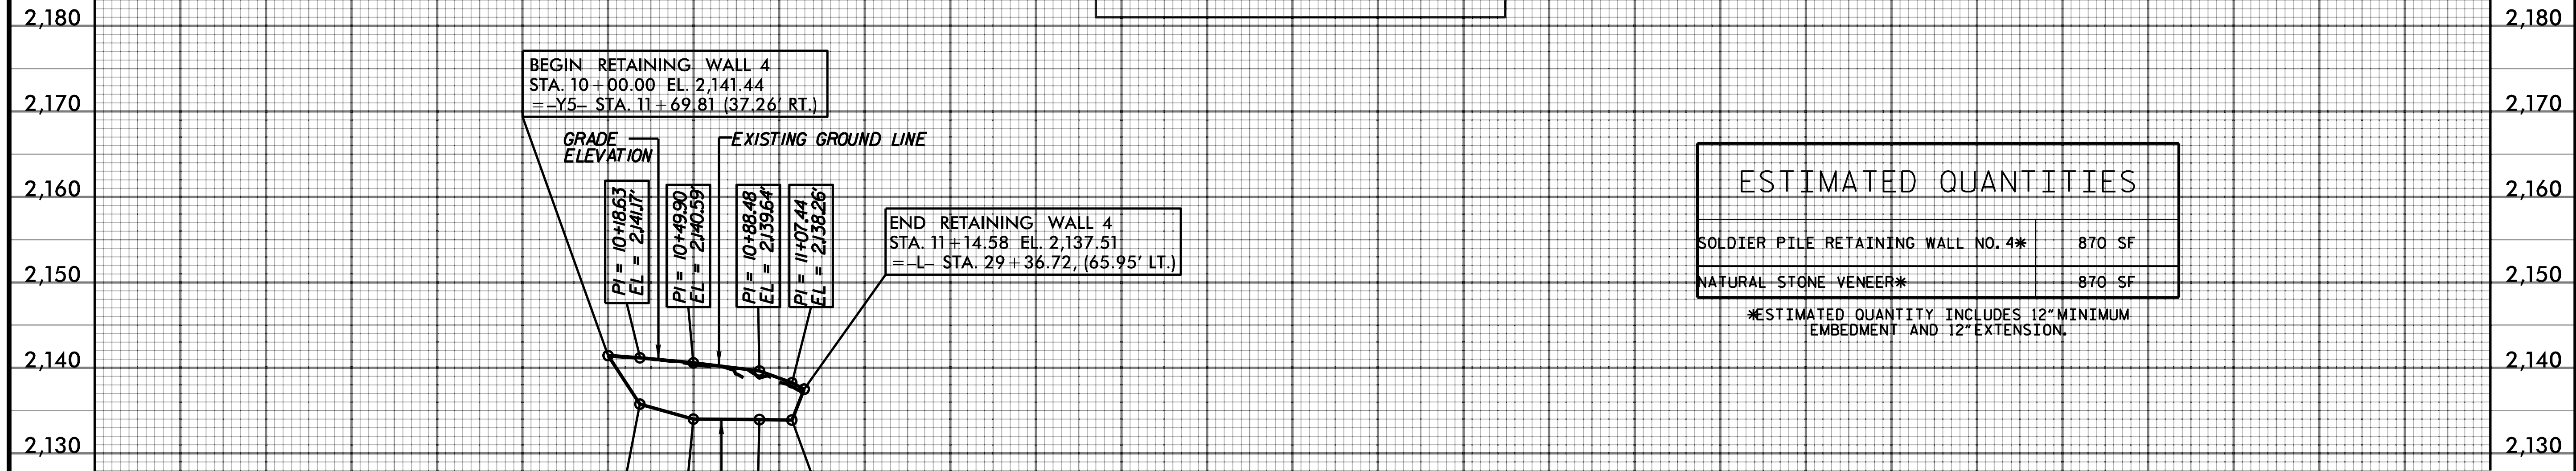 2,180
2,180
BEGIN RETAINING WALL 4
STA. 10+00.00 EL. 2,141.44
=-Y5- STA. 11+69.81 (37.26' RT.)
2,170
2,170
GRADE
ELEVATION
EXISTING GROUND LINE
2,160
2,160
PI = 10+18.63
EL = 2,141.17'
PI = 10+49.90
EL = 2,140.59'
PI = 10+88.48
EL = 2,139.64'
PI = 11+07.44
EL = 2,138.26'
END RETAINING WALL 4
STA. 11+14.58 EL. 2,137.51
=-L- STA. 29+36.72, (65.95' LT.)
ESTIMATED QUANTITIES
SOLDIER PILE RETAINING WALL NO. 4* 870 SF
NATURAL STONE VENEER* 870 SF
*ESTIMATED QUANTITY INCLUDES 12" MINIMUM
EMBEDMENT AND 12" EXTENSION.
2,150
2,150
2,140
2,140
2,130
2,130